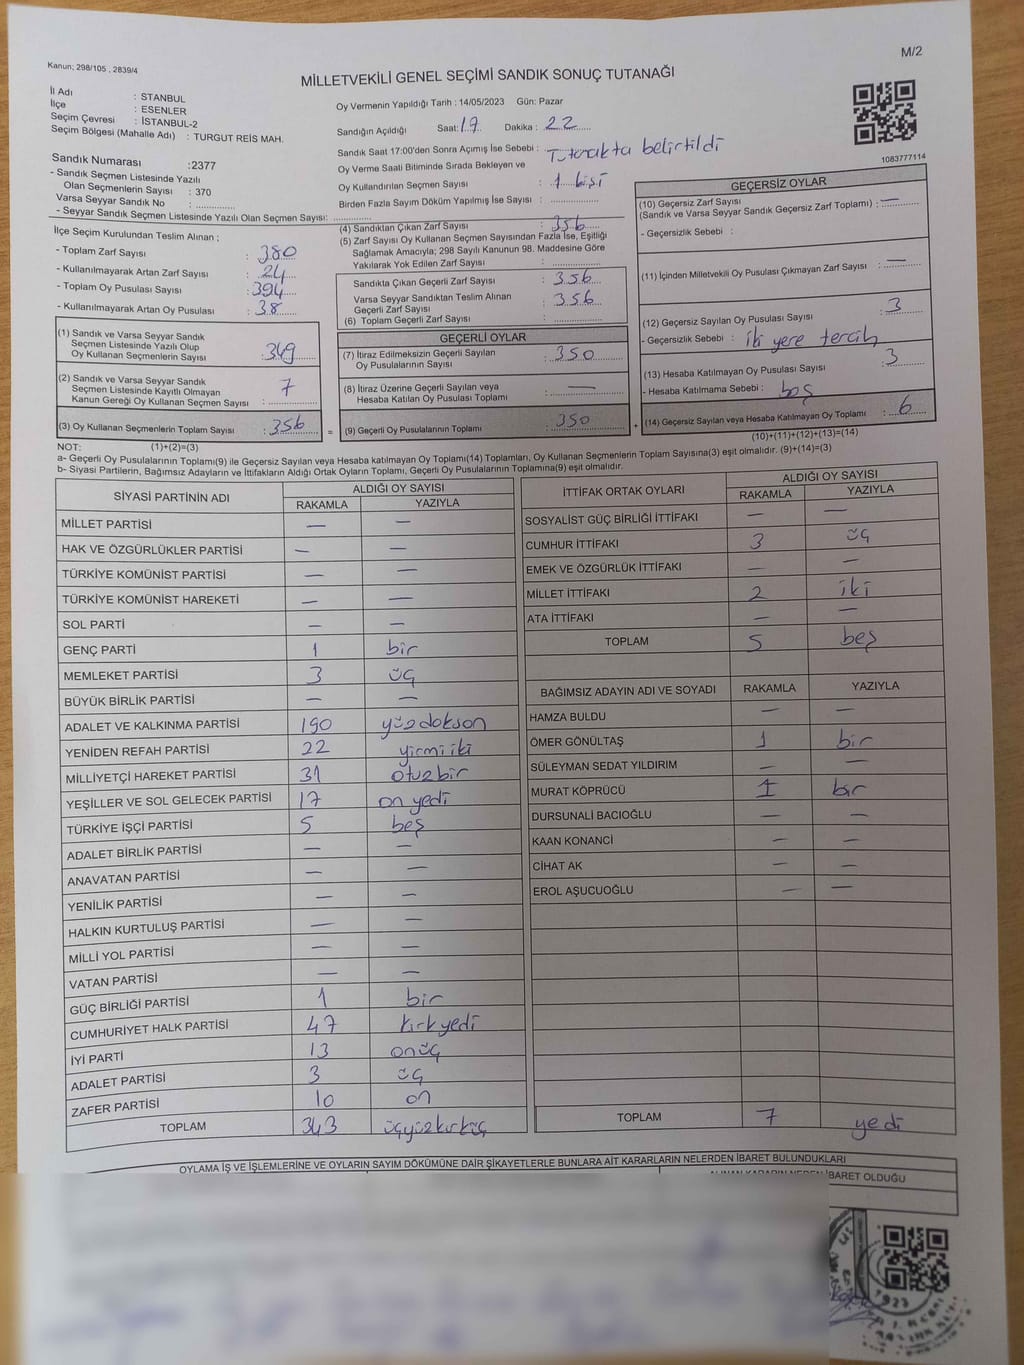 M/2
Kanun; 298/105 , 2839/4
MİLLETVEKİLİ GENEL SEÇİMİ SANDIK SONUÇ TUTANAĞI
İl Adı : STANBUL
İlçe : ESENLER
Seçim Çevresi : İSTANBUL-2
Seçim Bölgesi (Mahalle Adı) : TURGUT REİS MAH.
Oy Vermenin Yapıldığı Tarih : 14/05/2023 Gün: Pazar
Sandığın Açıldığı Saat: 17 Dakika : 22
Sandık Saat 17:00'den Sonra Açımış İse Sebebi : Tutanakta belirtildi
Oy Verme Saati Bitiminde Sırada Bekleyen ve
Oy Kullandırılan Seçmen Sayısı : 1 kişi
Birden Fazla Sayım Döküm Yapılmış İse Sayısı :
1083777114
Sandık Numarası :2377
- Sandık Seçmen Listesinde Yazılı
Olan Seçmenlerin Sayısı : 370
Varsa Seyyar Sandık No :
- Seyyar Sandık Seçmen Listesinde Yazılı Olan Seçmen Sayısı:
İlçe Seçim Kurulundan Teslim Alınan ;
- Toplam Zarf Sayısı : 380
- Kullanılmayarak Artan Zarf Sayısı : 24
- Toplam Oy Pusulası Sayısı : 394
- Kullanılmayarak Artan Oy Pusulası : 38
(4) Sandıktan Çıkan Zarf Sayısı : 356
(5) Zarf Sayısı Oy Kullanan Seçmen Sayısından Fazla İse, Eşitliği
Sağlamak Amacıyla; 298 Sayılı Kanunun 98. Maddesine Göre
Yakılarak Yok Edilen Zarf Sayısı :
Sandıkta Çıkan Geçerli Zarf Sayısı : 356
Varsa Seyyar Sandıktan Teslim Alınan
Geçerli Zarf Sayısı : 356
(6) Toplam Geçerli Zarf Sayısı :
GEÇERSİZ OYLAR
(10) Geçersiz Zarf Sayısı
(Sandık ve Varsa Seyyar Sandık Geçersiz Zarf Toplamı) : —
- Geçersizlik Sebebi :
(11) İçinden Milletvekili Oy Pusulası Çıkmayan Zarf Sayısı : —
(12) Geçersiz Sayılan Oy Pusulası Sayısı : 3
- Geçersizlik Sebebi : iki yere tercih
(13) Hesaba Katılmayan Oy Pusulası Sayısı : 3
- Hesaba Katılmama Sebebi : boş
(14) Geçersiz Sayılan veya Hesaba Katılmayan Oy Toplamı : 6
(10)+(11)+(12)+(13)=(14)
(1) Sandık ve Varsa Seyyar Sandık
Seçmen Listesinde Yazılı Olup
Oy Kullanan Seçmenlerin Sayısı : 349
(2) Sandık ve Varsa Seyyar Sandık
Seçmen Listesinde Kayıtlı Olmayan
Kanun Gereği Oy Kullanan Seçmen Sayısı : 7
(3) Oy Kullanan Seçmenlerin Toplam Sayısı : 356
GEÇERLİ OYLAR
(7) İtiraz Edilmeksizin Geçerli Sayılan
Oy Pusulalarının Sayısı : 350
(8) İtiraz Üzerine Geçerli Sayılan veya
Hesaba Katılan Oy Pusulası Toplamı : —
(9) Geçerli Oy Pusulalarının Toplamı : 350
= +
NOT: (1)+(2)=(3)
a- Geçerli Oy Pusulalarının Toplamı(9) ile Geçersiz Sayılan veya Hesaba katılmayan Oy Toplamı(14) Toplamları, Oy Kullanan Seçmenlerin Toplam Sayısına(3) eşit olmalıdır. (9)+(14)=(3)
b- Siyasi Partilerin, Bağımsız Adayların ve İttifakların Aldığı Ortak Oyların Toplamı, Geçerli Oy Pusulalarının Toplamına(9) eşit olmalıdır.
SİYASİ PARTİNİN ADI ALDIĞI OY SAYISI
RAKAMLA YAZIYLA
MİLLET PARTİSİ — —
HAK VE ÖZGÜRLÜKLER PARTİSİ — —
TÜRKİYE KOMÜNİST PARTİSİ — —
TÜRKİYE KOMÜNİST HAREKETİ — —
SOL PARTİ — —
GENÇ PARTİ 1 bir
MEMLEKET PARTİSİ 3 üç
BÜYÜK BİRLİK PARTİSİ — —
ADALET VE KALKINMA PARTİSİ 190 yüzdokson
YENİDEN REFAH PARTİSİ 22 yirmi iki
MİLLİYETÇİ HAREKET PARTİSİ 31 otuzbir
YEŞİLLER VE SOL GELECEK PARTİSİ 17 on yedi
TÜRKİYE İŞÇİ PARTİSİ 5 beş
ADALET BİRLİK PARTİSİ — —
ANAVATAN PARTİSİ — —
YENİLİK PARTİSİ — —
HALKIN KURTULUŞ PARTİSİ — —
MİLLİ YOL PARTİSİ — —
VATAN PARTİSİ — —
GÜÇ BİRLİĞİ PARTİSİ 1 bir
CUMHURİYET HALK PARTİSİ 47 kırkyedi
İYİ PARTİ 13 onüç
ADALET PARTİSİ 3 üç
ZAFER PARTİSİ 10 on
TOPLAM 343 üçyüzkırküç
İTTİFAK ORTAK OYLARI ALDIĞI OY SAYISI
RAKAMLA YAZIYLA
SOSYALİST GÜÇ BİRLİĞİ İTTİFAKI — —
CUMHUR İTTİFAKI 3 üç
EMEK VE ÖZGÜRLÜK İTTİFAKI — —
MİLLET İTTİFAKI 2 iki
ATA İTTİFAKI — —
TOPLAM 5 beş
BAĞIMSIZ ADAYIN ADI VE SOYADI RAKAMLA YAZIYLA
HAMZA BULDU — —
ÖMER GÖNÜLTAŞ 1 bir
SÜLEYMAN SEDAT YILDIRIM — —
MURAT KÖPRÜCÜ 1 bir
DURSUNALİ BACIOĞLU — —
KAAN KONANCİ — —
CİHAT AK — —
EROL AŞUCUOĞLU — —
TOPLAM 7 yedi
OYLAMA İŞ VE İŞLEMLERİNE VE OYLARIN SAYIM DÖKÜMÜNE DAİR ŞİKAYETLERLE BUNLARA AİT KARARLARIN NELERDEN İBARET BULUNDUKLARI
ALINAN KARARIN NEDEN İBARET OLDUĞU